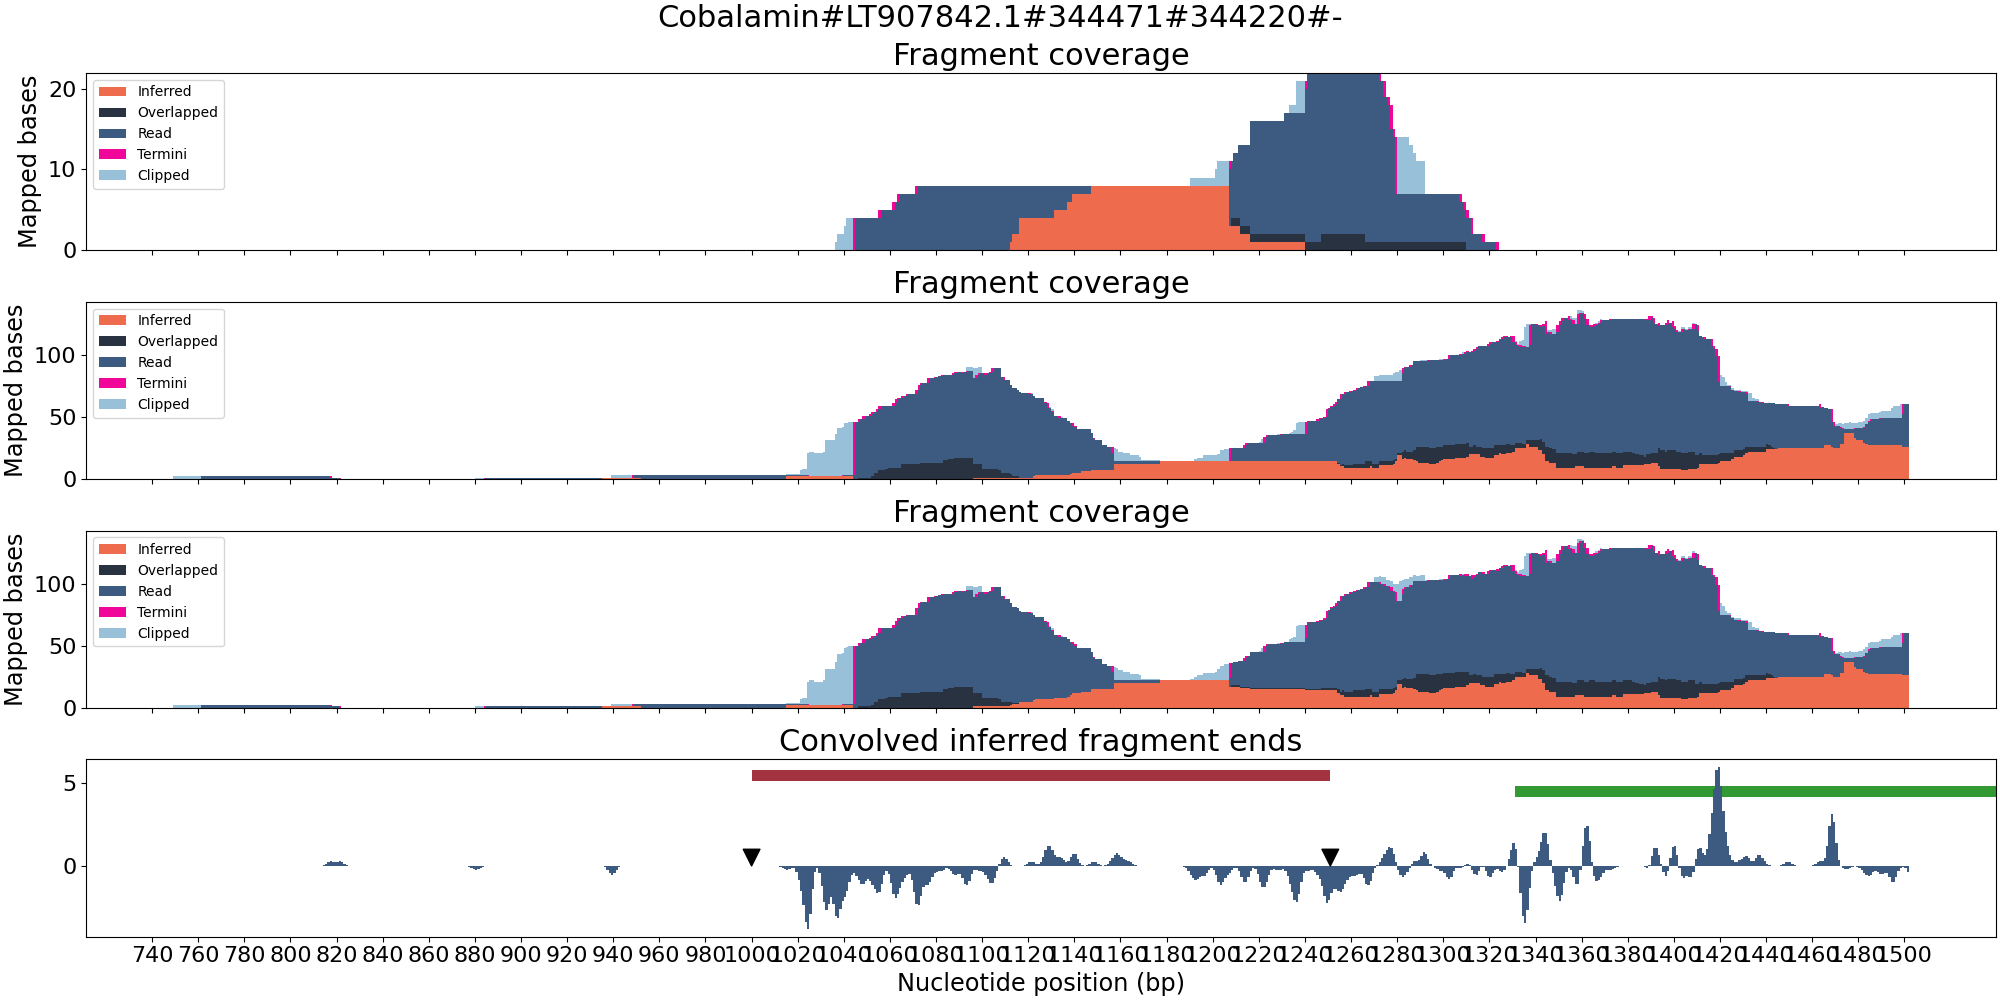 Cobalamin#LT907842.1#344471#344220#-
Fragment coverage
Mapped bases
20
10
0
Inferred
Overlapped
Read
Termini
Clipped
Fragment coverage
Mapped bases
100
50
0
Inferred
Overlapped
Read
Termini
Clipped
Fragment coverage
Mapped bases
100
50
0
Inferred
Overlapped
Read
Termini
Clipped
Convolved inferred fragment ends
5
0
740 760 780 800 820 840 860 880 900 920 940 960 980 1000 1020 1040 1060 1080 1100 1120 1140 1160 1180 1200 1220 1240 1260 1280 1300 1320 1340 1360 1380 1400 1420 1440 1460 1480 1500
Nucleotide position (bp)